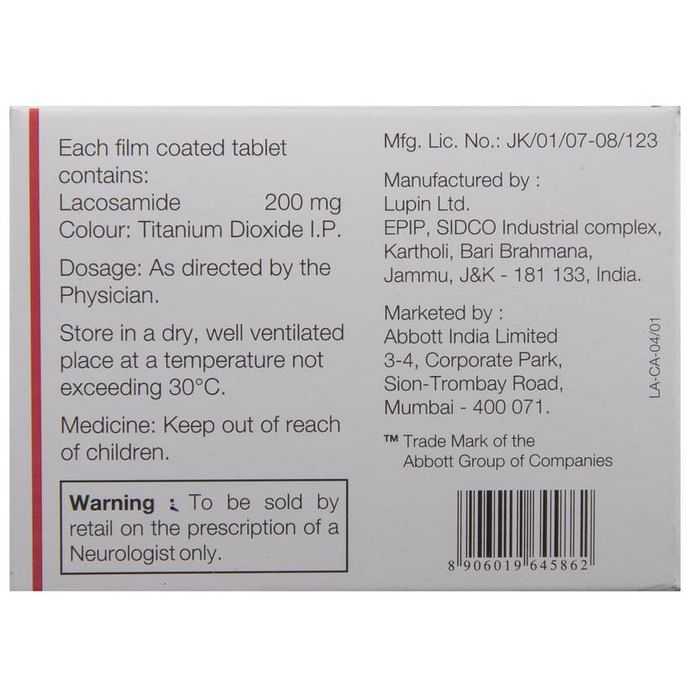 Each film coated tablet
contains:
Lacosamide 200 mg
Colour: Titanium Dioxide I.P.
Dosage: As directed by the
Physician.
Store in a dry, well ventilated
place at a temperature not
exceeding 30°C.
Medicine: Keep out of reach
of children.
Warning : To be sold by
retail on the prescription of a
Neurologist only.
Mfg. Lic. No.: JK/01/07-08/123
Manufactured by :
Lupin Ltd.
EPIP, SIDCO Industrial complex,
Kartholi, Bari Brahmana,
Jammu, J&K - 181 133, India.
Marketed by :
Abbott India Limited
3-4, Corporate Park,
Sion-Trombay Road,
Mumbai - 400 071.
™ Trade Mark of the
Abbott Group of Companies
8 906019 645862
LA-CA-04/01